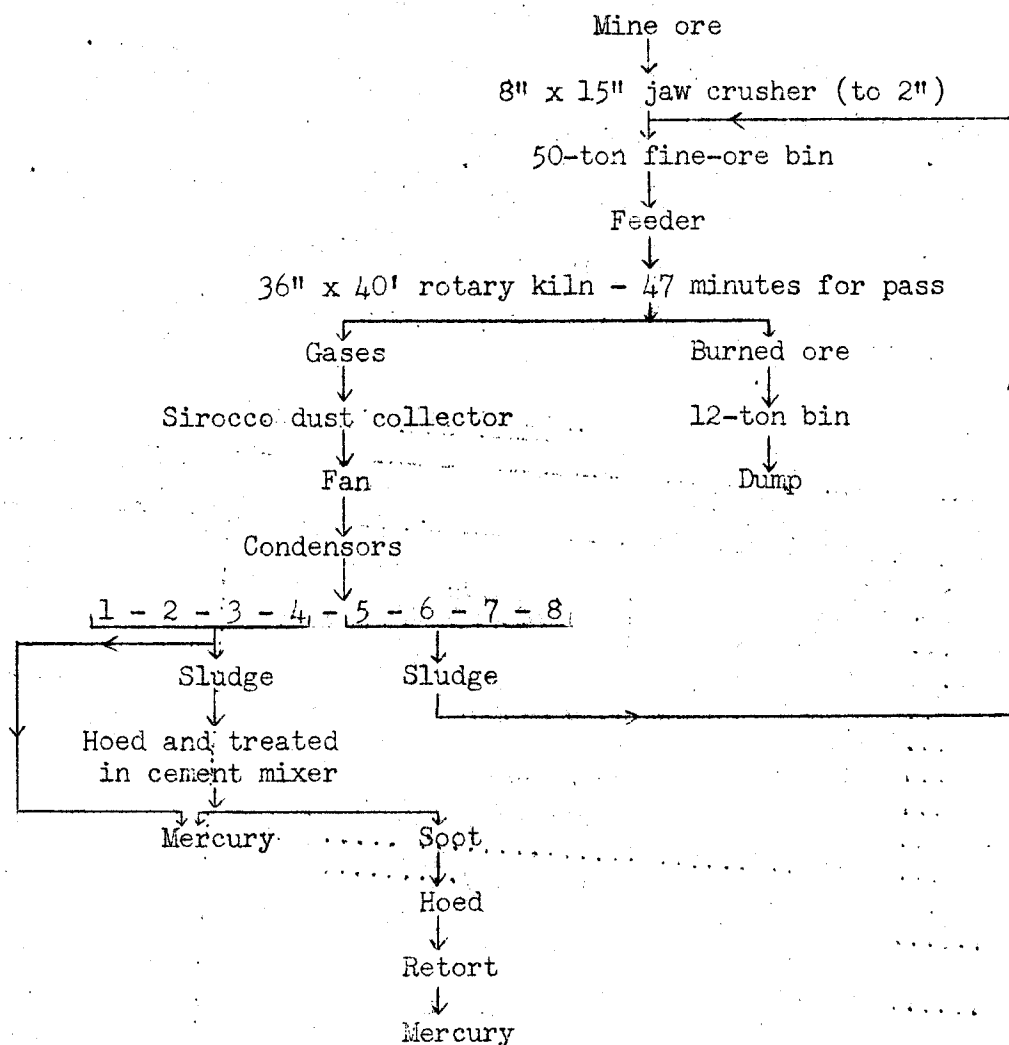 Mine ore
8" x 15" jaw crusher (to 2")
50-ton fine-ore bin
Feeder
36" x 40' rotary kiln - 47 minutes for pass
Gases Burned ore
Sirocco dust collector 12-ton bin
Fan Dump
Condensors
1 - 2 - 3 - 4 - 5 - 6 - 7 - 8
Sludge Sludge
Hoed and treated
in cement mixer
Mercury Soot
Hoed
Retort
Mercury